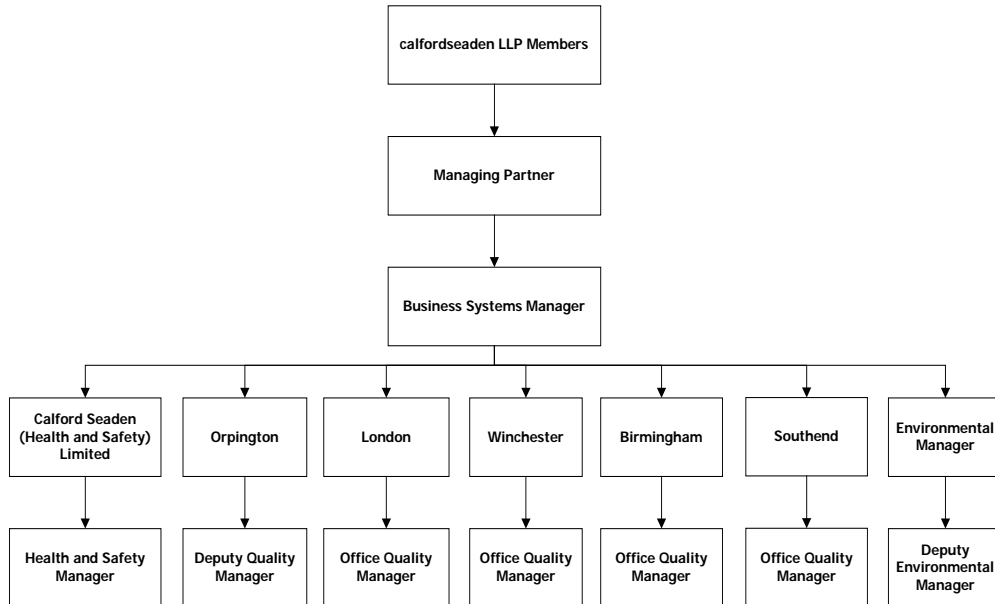 calfordseaden LLP Members
Managing Partner
Business Systems Manager
Calford Seaden
(Health and Safety)
Limited
Orpington
London
Winchester
Birmingham
Southend
Environmental
Manager
Health and Safety
Manager
Deputy Quality
Manager
Office Quality
Manager
Office Quality
Manager
Office Quality
Manager
Office Quality
Manager
Deputy
Environmental
Manager